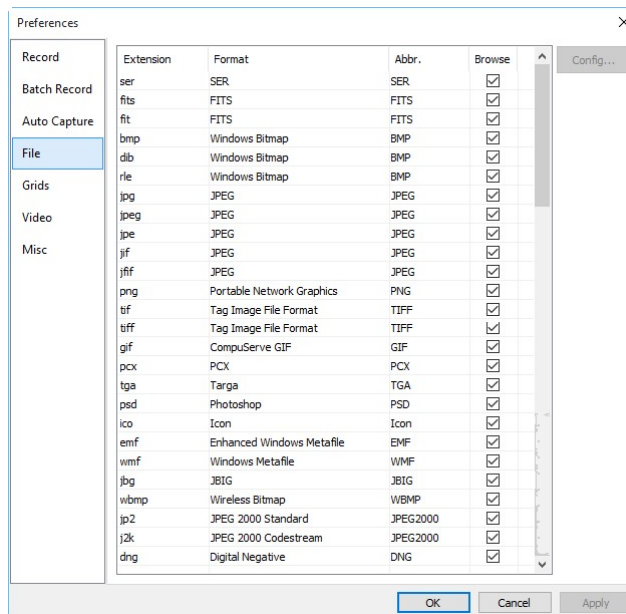 Preferences
Record
Batch Record
Auto Capture
File
Grids
Video
Misc
Extension Format Abbr. Browse
ser SER SER
fits FITS FITS
fit FITS FITS
bmp Windows Bitmap BMP
dib Windows Bitmap BMP
rle Windows Bitmap BMP
jpg JPEG JPEG
jpeg JPEG JPEG
jpe JPEG JPEG
jif JPEG JPEG
jfif JPEG JPEG
png Portable Network Graphics PNG
tif Tag Image File Format TIFF
tiff Tag Image File Format TIFF
gif CompuServe GIF GIF
pcx PCX PCX
tga Targa TGA
psd Photoshop PSD
ico Icon Icon
emf Enhanced Windows Metafile EMF
wmf Windows Metafile WMF
jbg JBIG JBIG
wbmp Wireless Bitmap WBMP
jp2 JPEG 2000 Standard JPEG2000
j2k JPEG 2000 Codestream JPEG2000
dng Digital Negative DNG
Config...
OK Cancel Apply